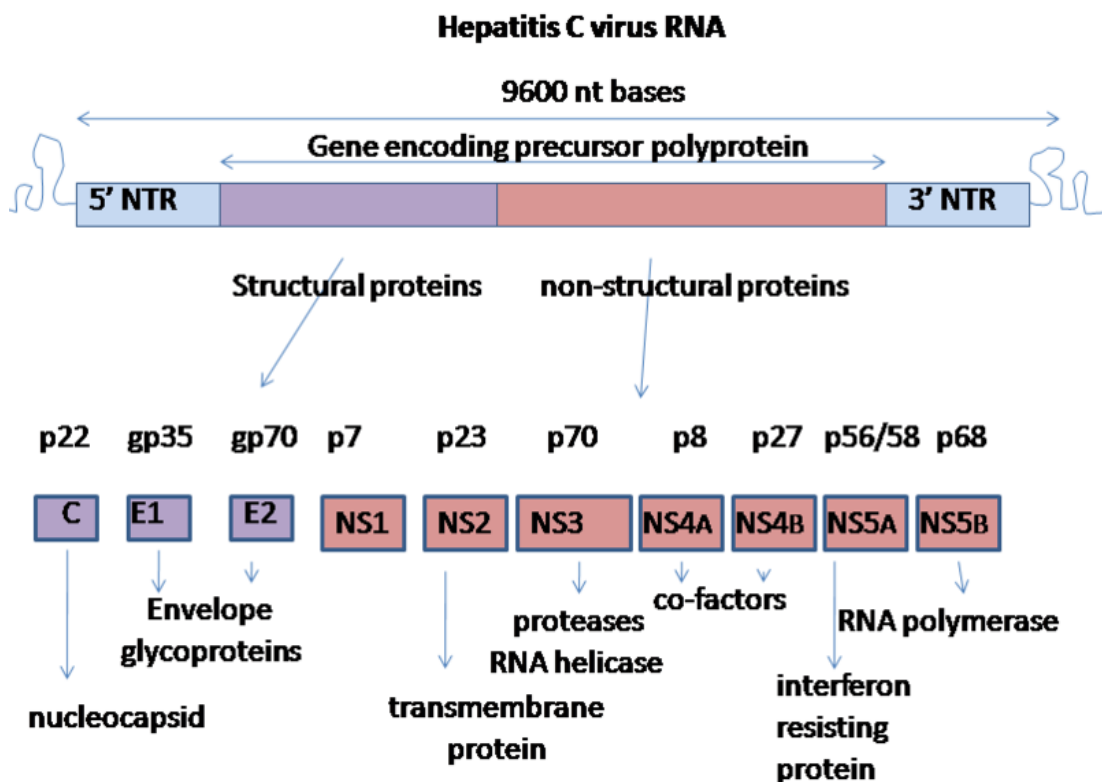 Hepatitis C virus RNA
9600 nt bases
Gene encoding precursor polyprotein
5' NTR
3' NTR
Structural proteins
non-structural proteins
p22 gp35 gp70 p7 p23 p70 p8 p27 p56/58 p68
C E1 E2 NS1 NS2 NS3 NS4A NS4B NS5A NS5B
Envelope
glycoproteins
nucleocapsid
transmembrane
protein
proteases
RNA helicase
co-factors
interferon
resisting
protein
RNA polymerase